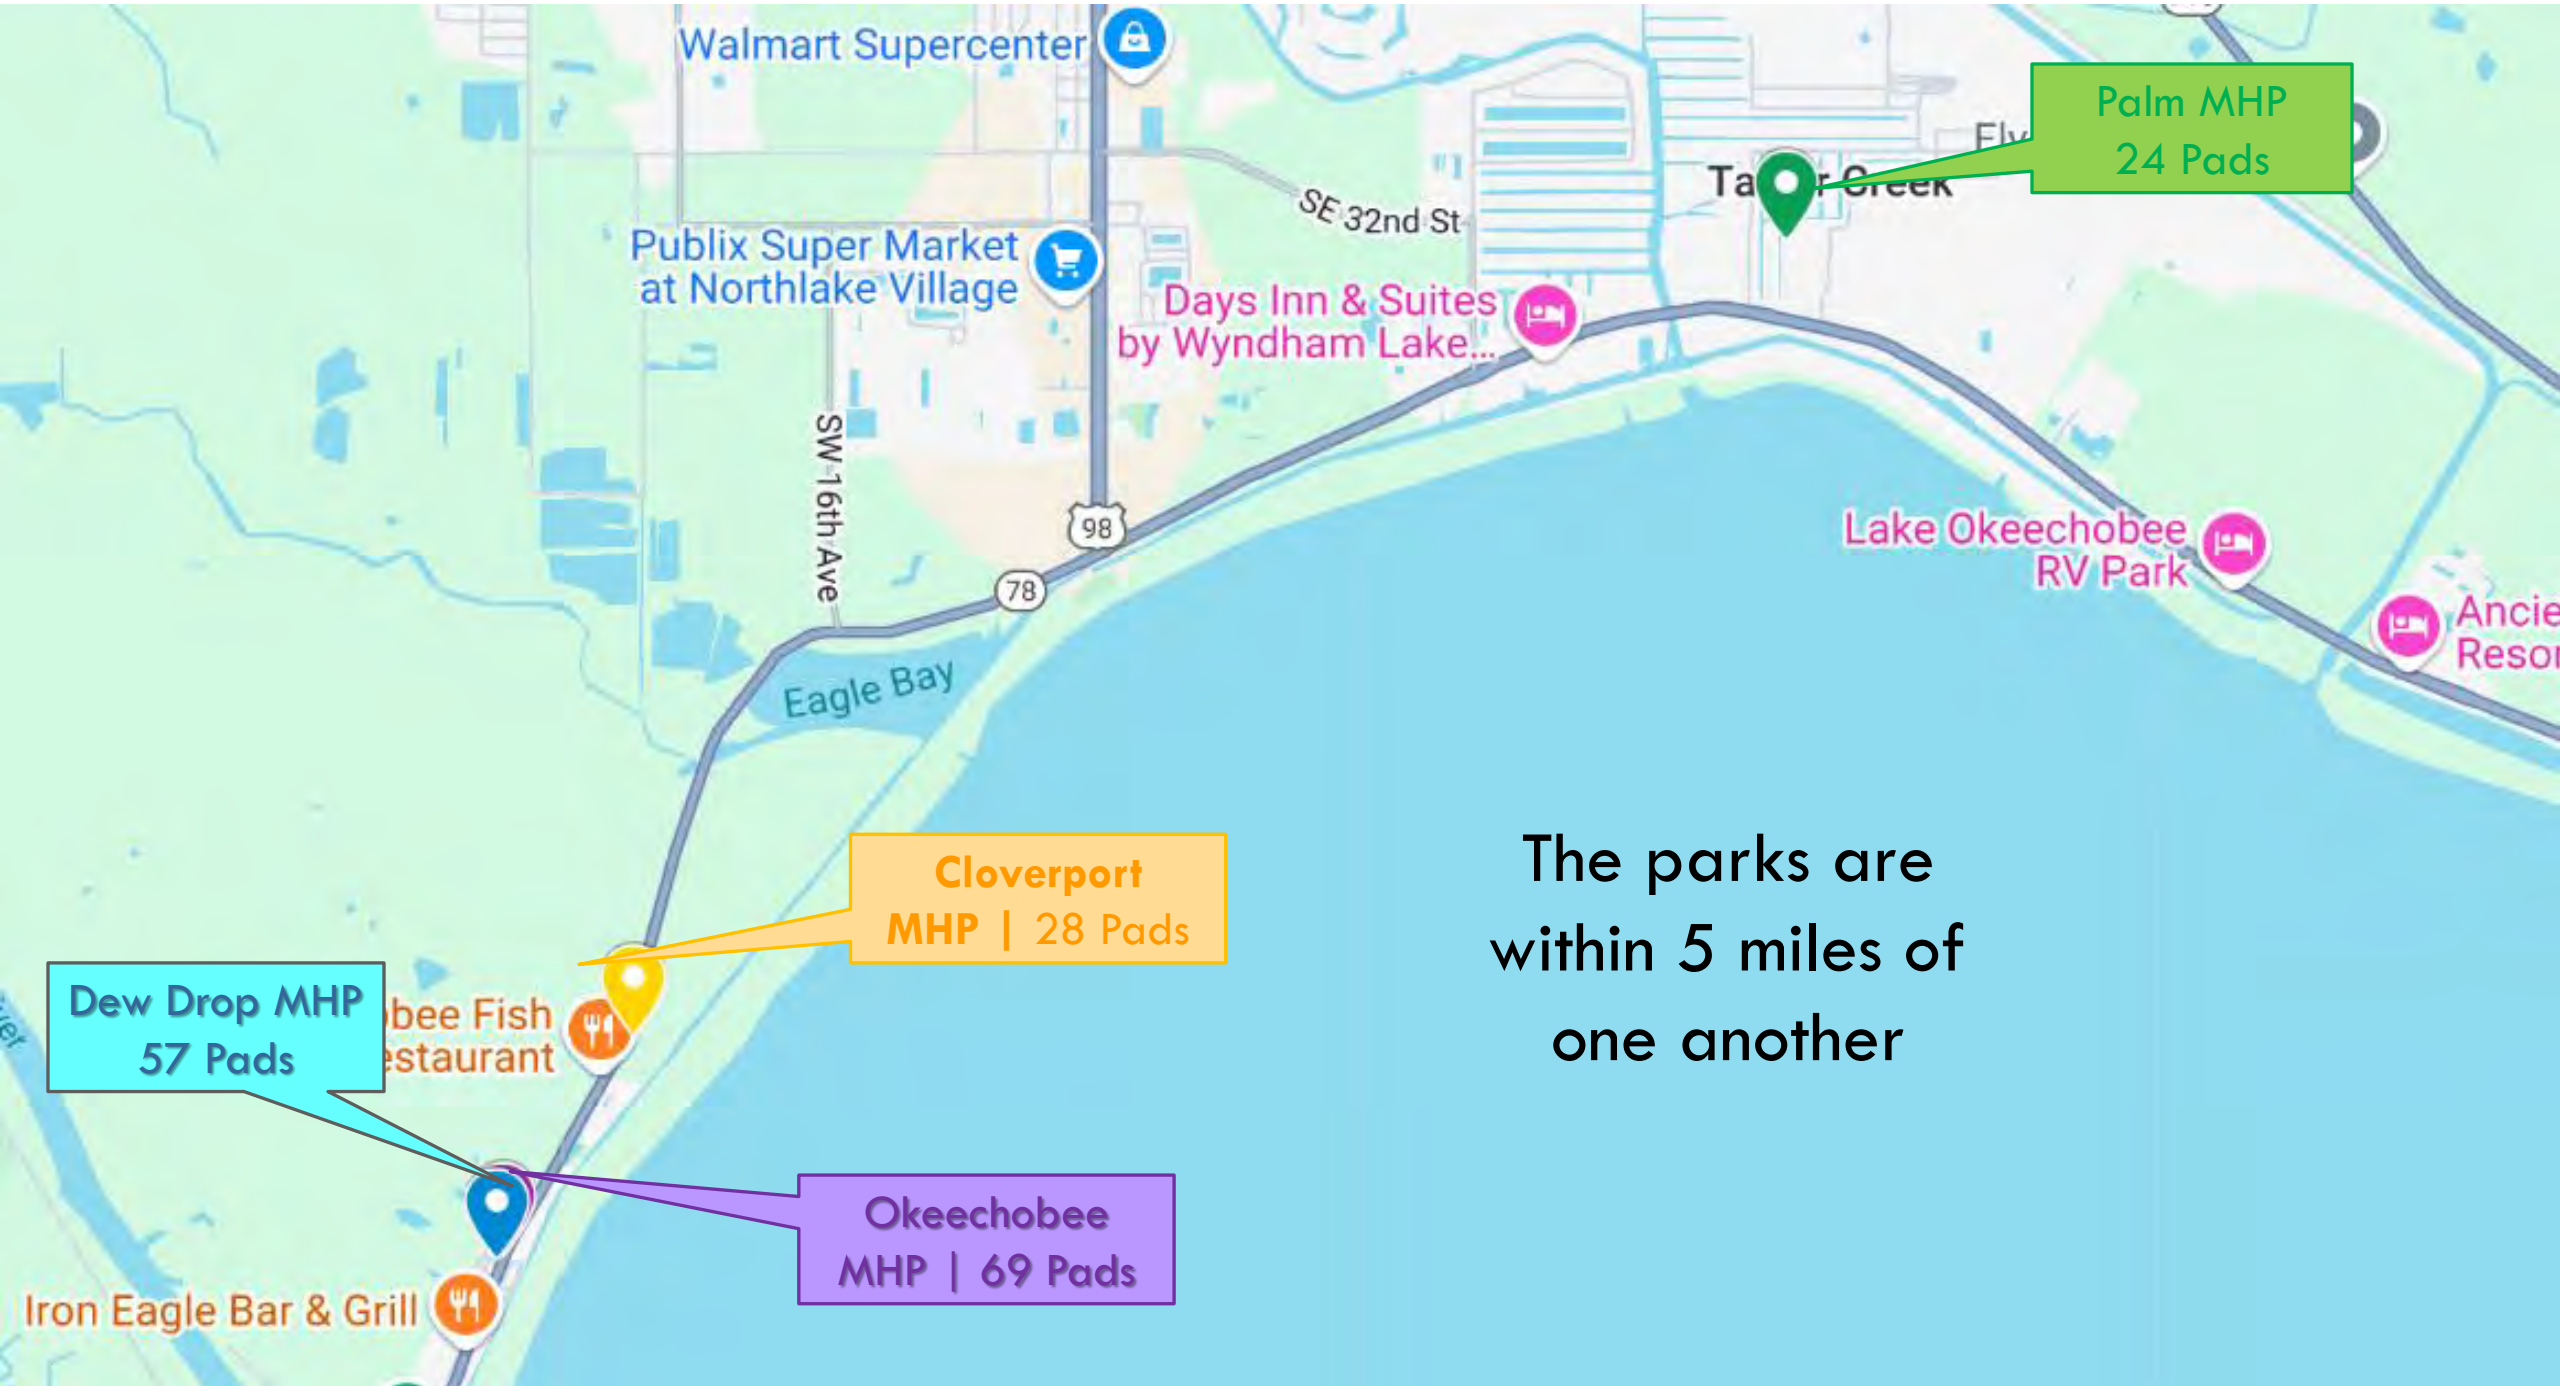 Walmart Supercenter
Palm MHP
24 Pads
SE 32nd St
Publix Super Market
at Northlake Village
Days Inn & Suites
by Wyndham Lake...
SW 16th Ave
98
78
Lake Okeechobee
RV Park
Eagle Bay
Cloverport
MHP | 28 Pads
The parks are
within 5 miles of
one another
Dew Drop MHP
57 Pads
Fish
Okeechobee
MHP | 69 Pads
Iron Eagle Bar & Grill
Creek